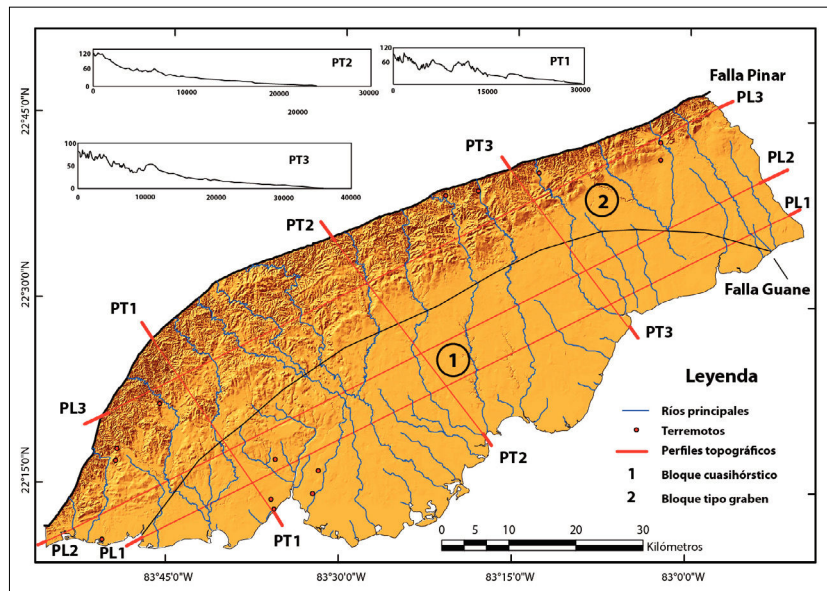 120
60
0
PT2
0
10000
20000
30000
20000
120
60
0
PT1
0
15000
30000
100
50
0
PT3
0
10000
20000
30000
40000
Falla Pinar
PL3
PT3
PL2
PL1
2
PT2
Falla Guane
PT1
PT3
1
PL3
PT2
PL2
PL1
PT1
Leyenda
Ríos principales
Terremotos
Perfiles topográficos
1 Bloque cuasihórstico
2 Bloque tipo graben
0 5 10 20 30
Kilómetros
22°45'N
22°30'N
22°15'N
83°45'0"W
83°30'0"W
83°15'0"W
83°0'0"W